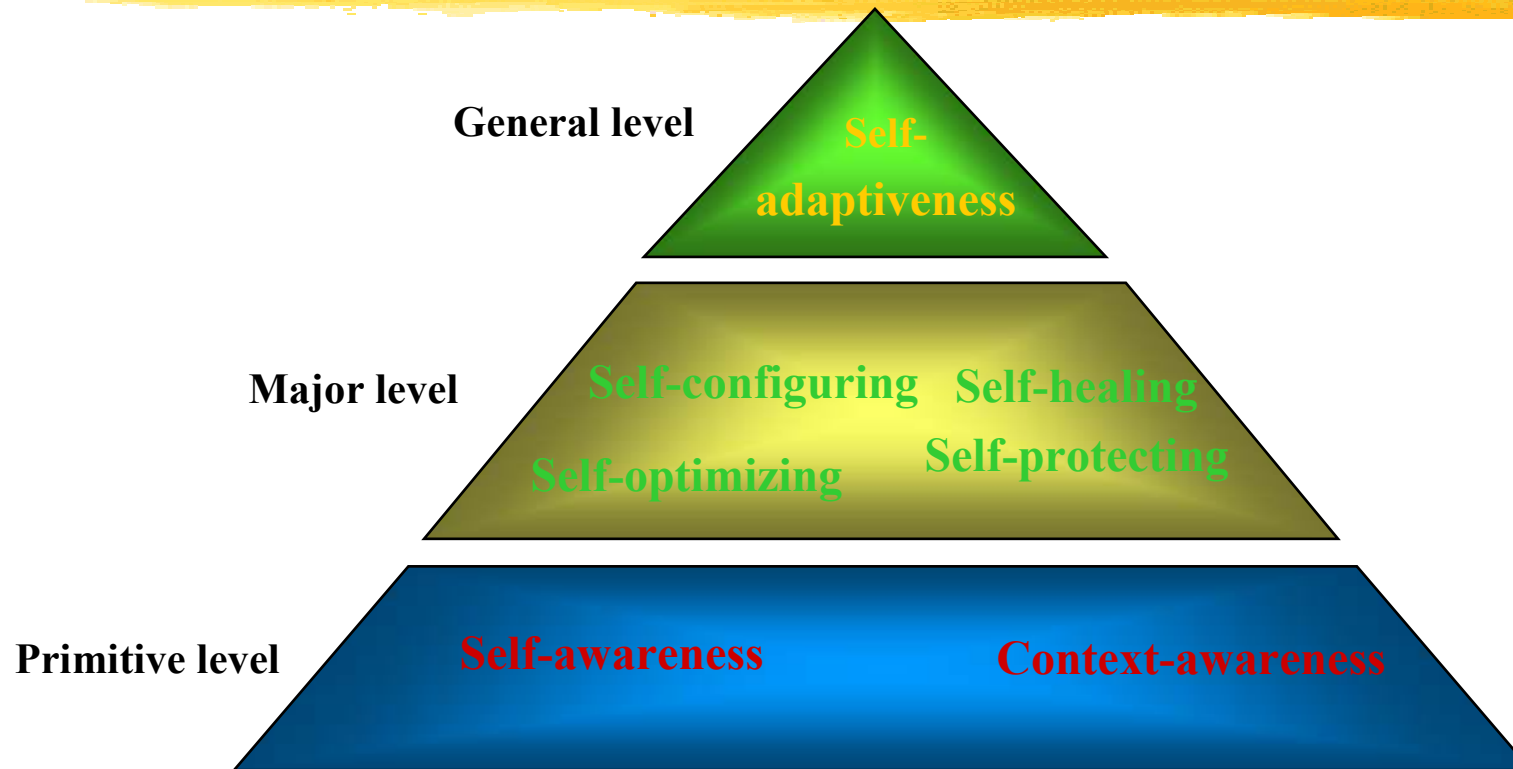 General level
Self-
adaptiveness
Major level
Self-configuring
Self-healing
Self-optimizing
Self-protecting
Primitive level
Self-awareness
Context-awareness